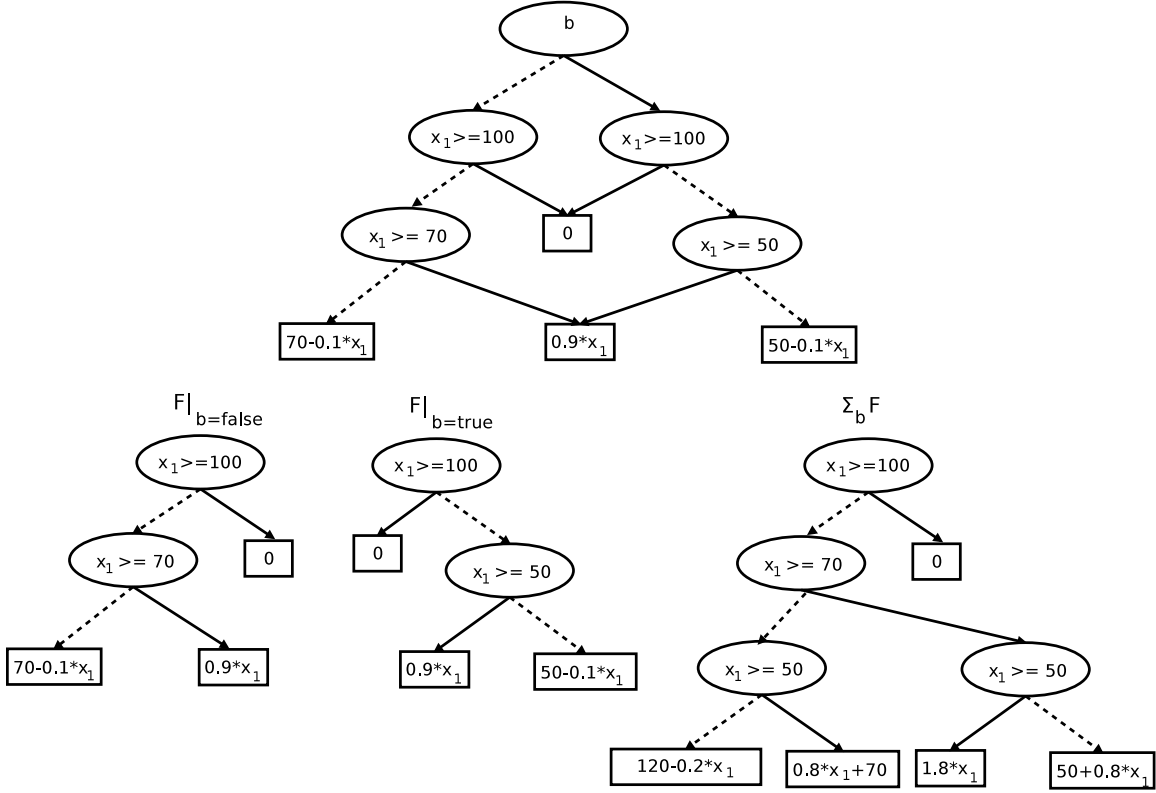 b
x₁>=100
x₁>=100
x₁ >= 70
0
x₁ >= 50
70-0.1*x₁
0.9*x₁
50-0.1*x₁
F|b=false
F|b=true
Σ_b F
x₁>=100
x₁>=100
x₁>=100
x₁ >= 70
0
0
x₁ >= 50
x₁ >= 70
0
70-0.1*x₁
0.9*x₁
0.9*x₁
50-0.1*x₁
x₁ >= 50
x₁ >= 50
120-0.2*x₁
0.8*x₁+70
1.8*x₁
50+0.8*x₁